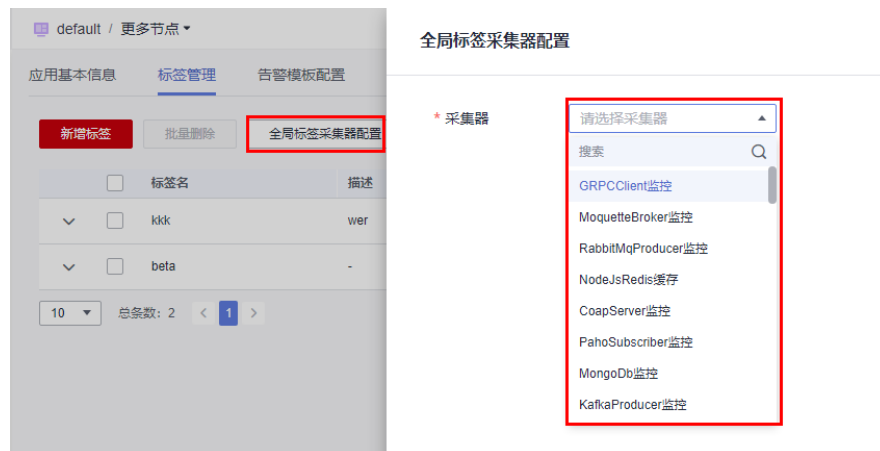 default / 更多节点
应用基本信息 标签管理 告警模板配置
新增标签 批量删除 全局标签采集器配置
标签名 描述
kkk wer
beta -
10 总条数: 2 < 1 >
全局标签采集器配置
* 采集器 请选择采集器
搜索
GRPCClient监控
MoquetteBroker监控
RabbitMqProducer监控
NodeJsRedis缓存
CoapServer监控
PahoSubscriber监控
MongoDb监控
KafkaProducer监控